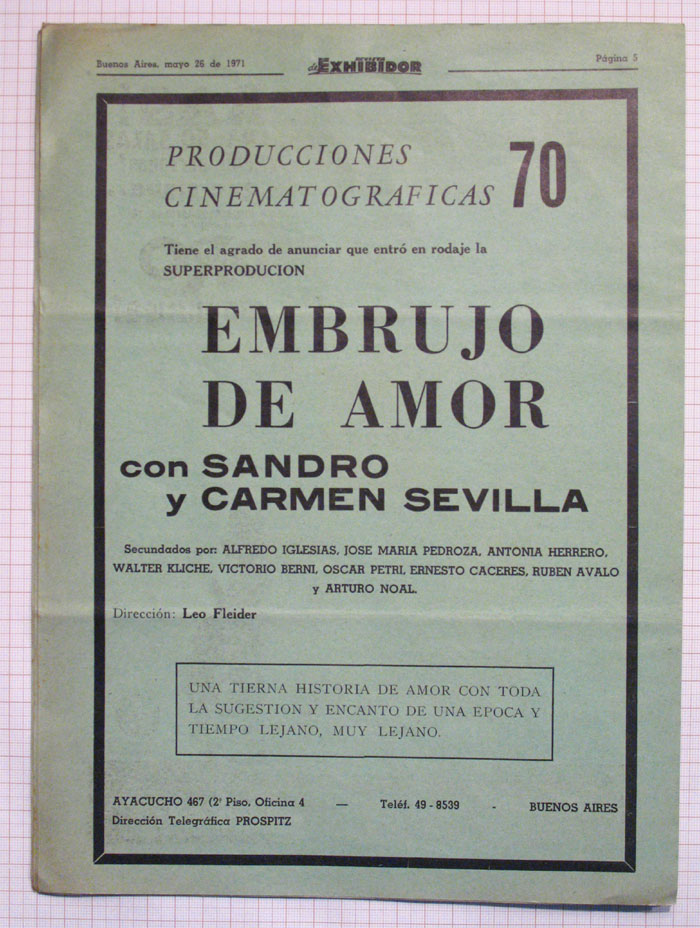 Buenos Aires, mayo 26 de 1971
de EXHIBIDOR
Página 5
PRODUCCIONES
CINEMATOGRAFICAS 70
Tiene el agrado de anunciar que entró en rodaje la
SUPERPRODUCION
EMBRUJO
DE AMOR
con SANDRO
y CARMEN SEVILLA
Secundados por: ALFREDO IGLESIAS, JOSE MARIA PEDROZA, ANTONIA HERRERO,
WALTER KLICHE, VICTORIO BERNI, OSCAR PETRI, ERNESTO CACERES, RUBEN AVALO
y ARTURO NOAL.
Dirección: Leo Fleider
UNA TIERNA HISTORIA DE AMOR CON TODA
LA SUGESTION Y ENCANTO DE UNA EPOCA Y
TIEMPO LEJANO, MUY LEJANO.
AYACUCHO 467 (2º Piso, Oficina 4 — Teléf. 49 - 8539 - BUENOS AIRES
Dirección Telegráfica PROSPITZ